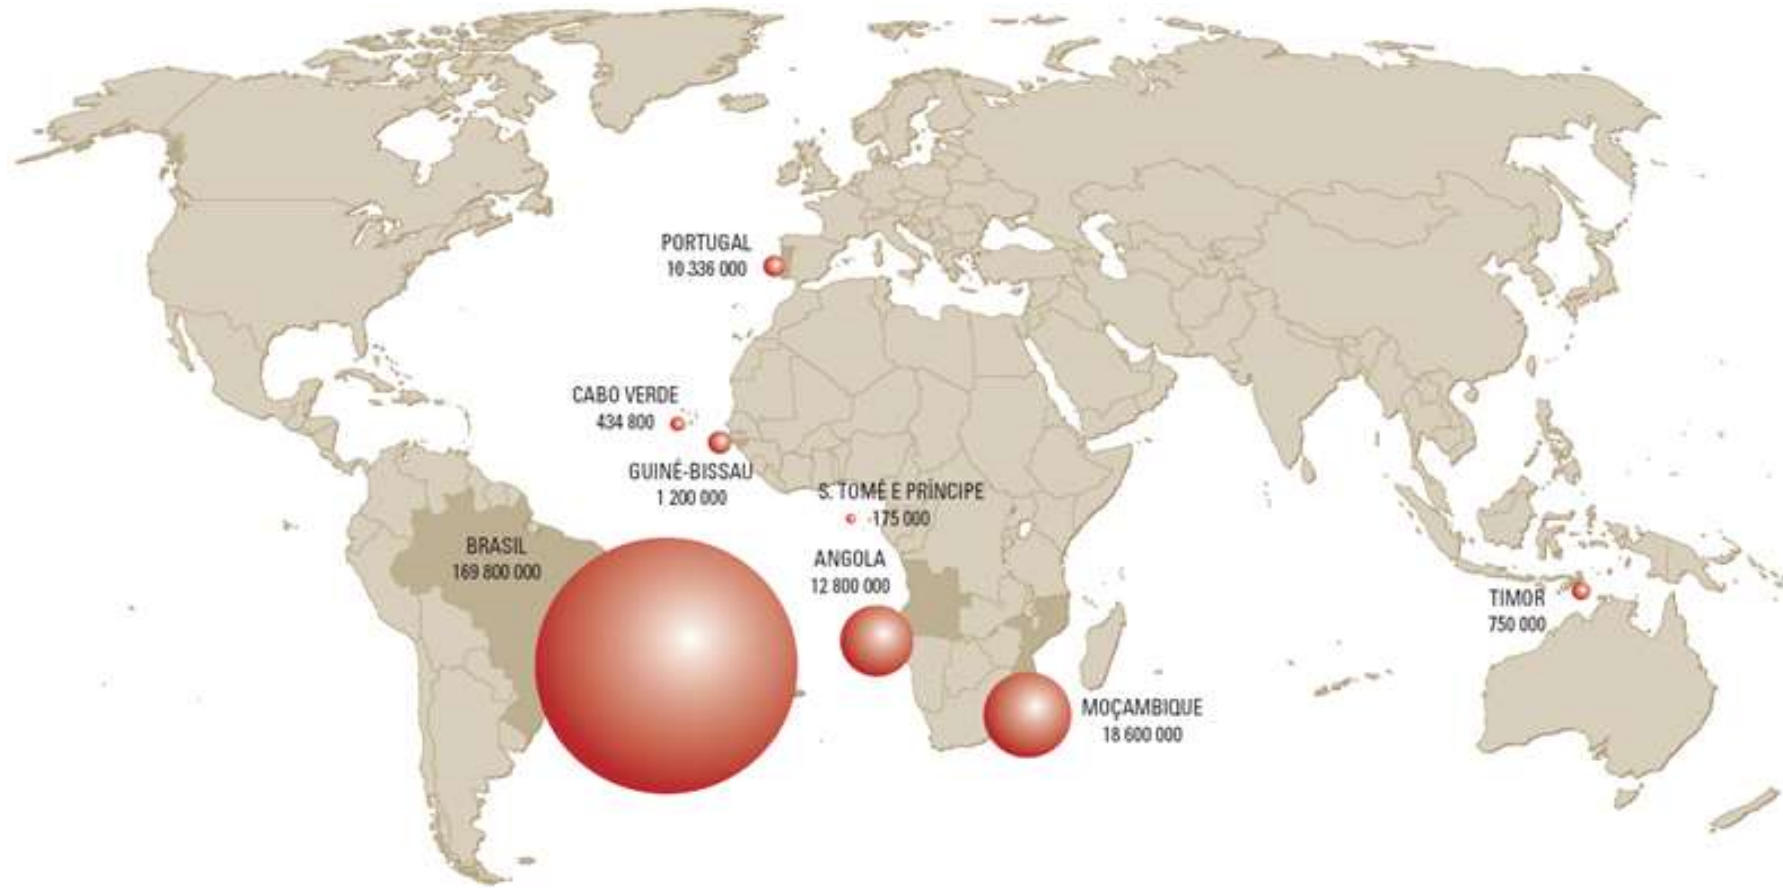 PORTUGAL
10 336 000
CABO VERDE
434 800
GUINÉ-BISSAU
1 200 000
S. TOMÉ E PRÍNCIPE
175 000
BRASIL
169 800 000
ANGOLA
12 800 000
TIMOR
750 000
MOÇAMBIQUE
18 600 000